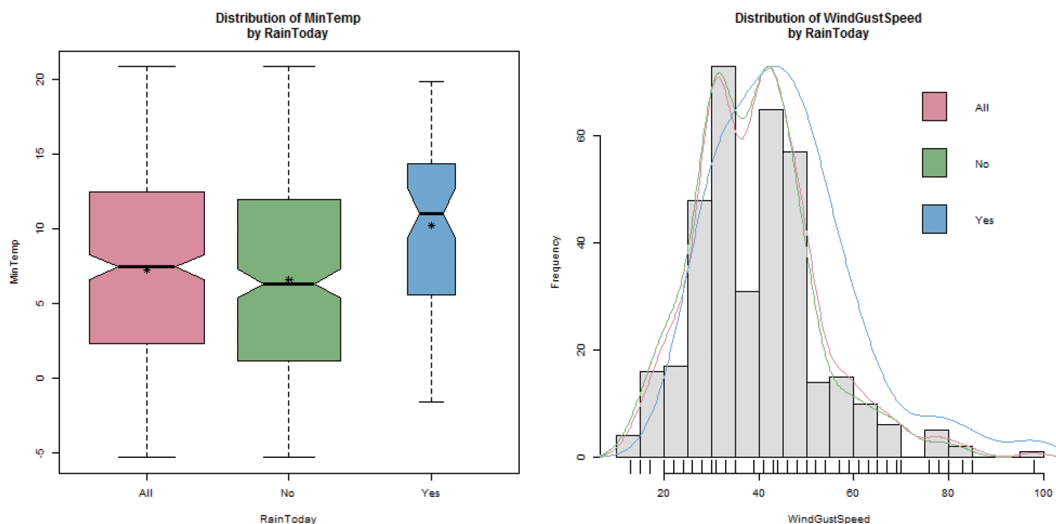 Distribution of MinTemp
by RainToday
MinTemp
20
15
10
5
0
-5
All
No
Yes
RainToday
Distribution of WindGustSpeed
by RainToday
Frequency
60
40
20
0
All
No
Yes
20
40
60
80
100
WindGustSpeed